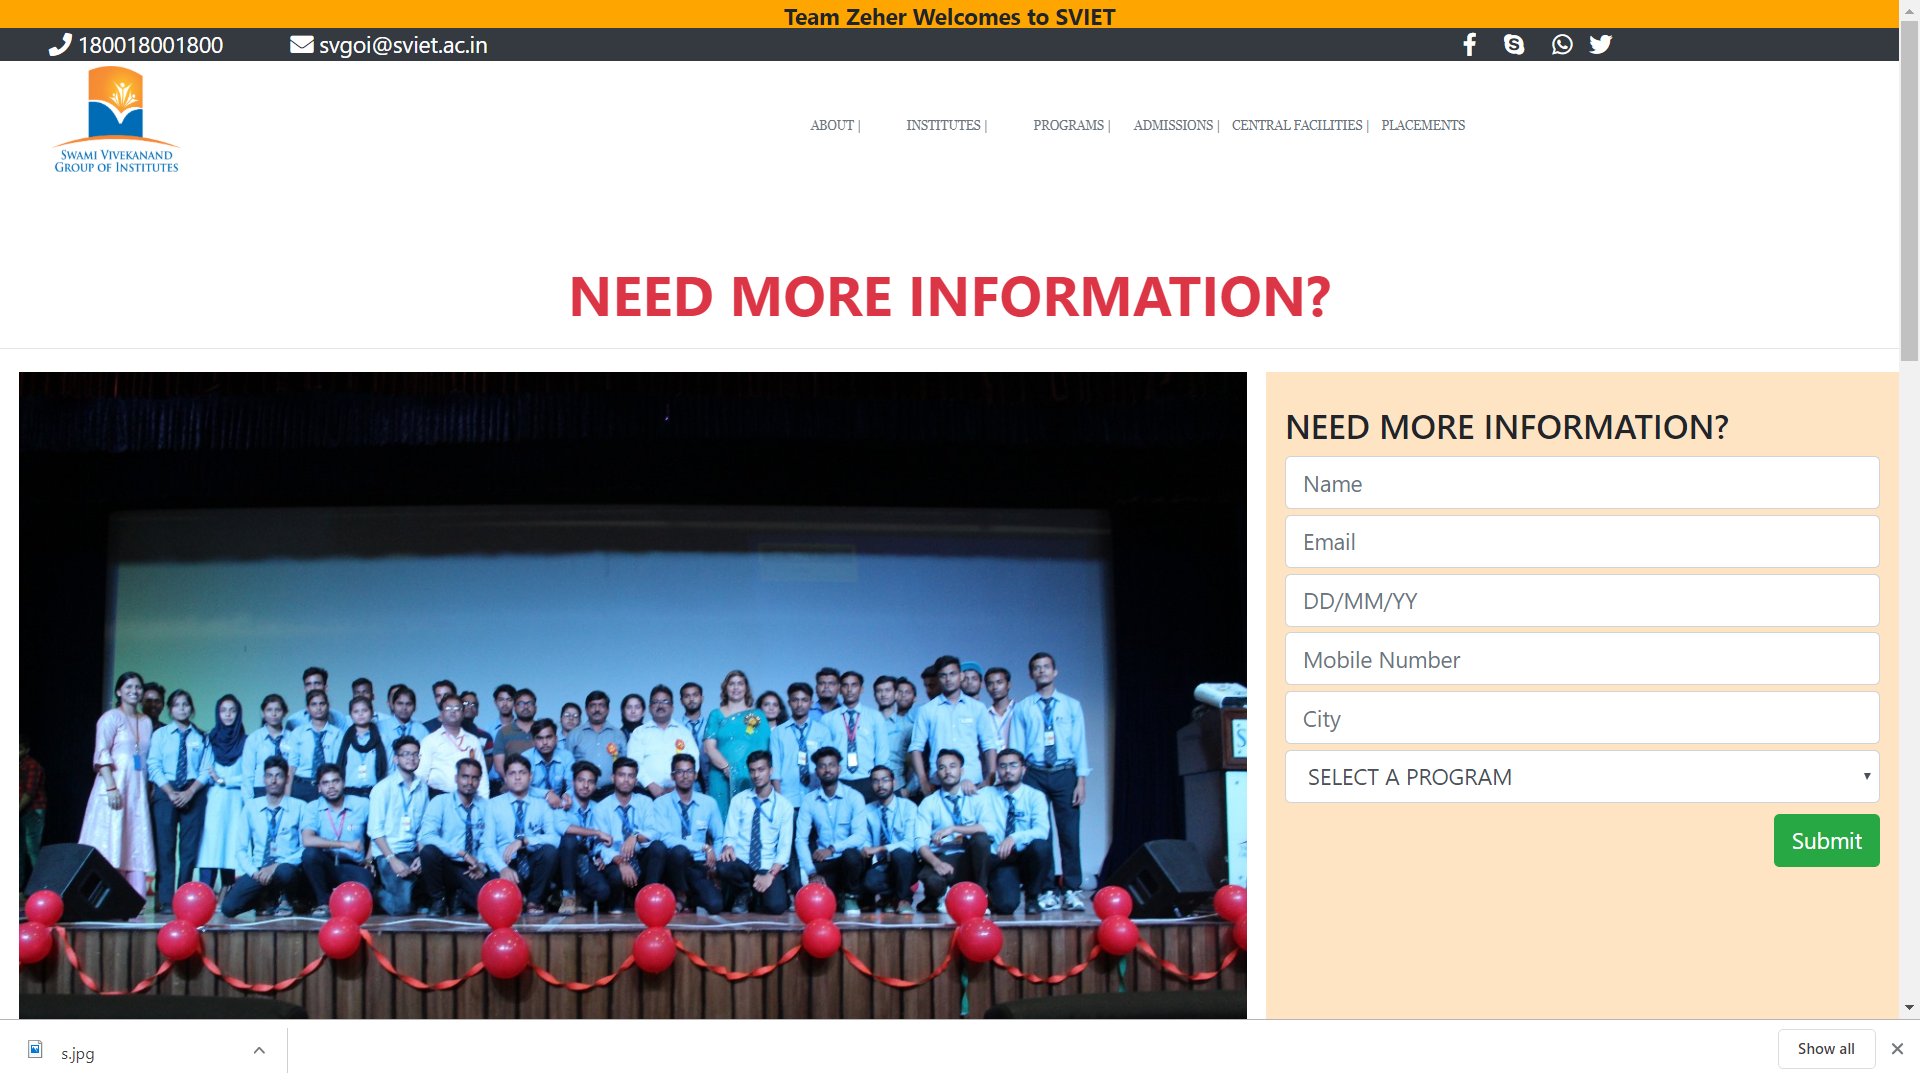 Team Zeher Welcomes to SVIET
180018001800 svgoi@sviet.ac.in
SWAMI VIVEKANAND
GROUP OF INSTITUTES
ABOUT | INSTITUTES | PROGRAMS | ADMISSIONS | CENTRAL FACILITIES | PLACEMENTS
NEED MORE INFORMATION?
NEED MORE INFORMATION?
Name
Email
DD/MM/YY
Mobile Number
City
SELECT A PROGRAM
Submit
s.jpg
Show all